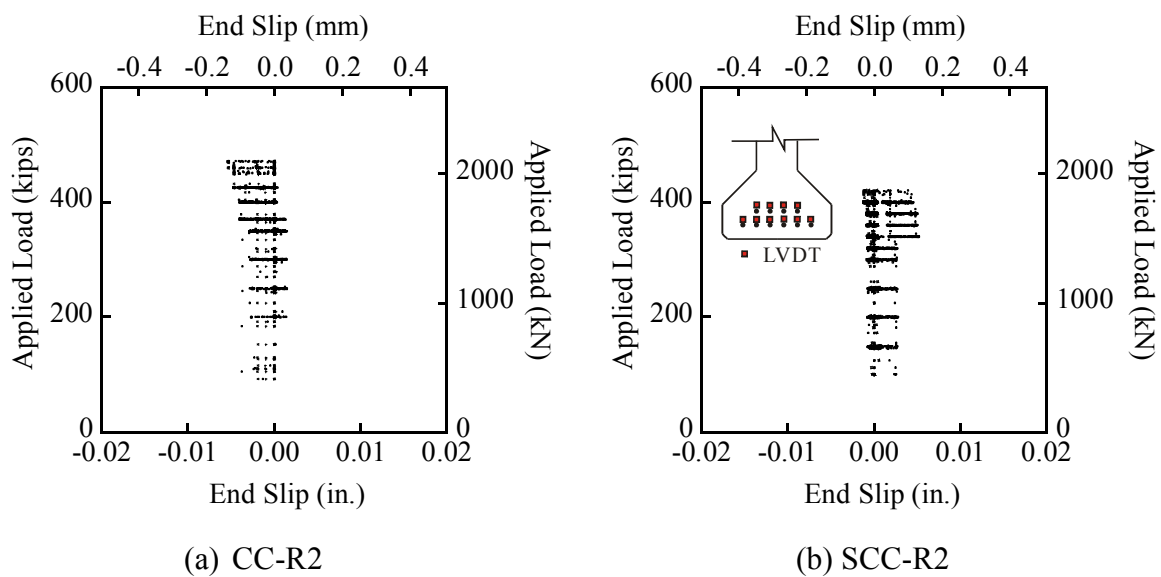 End Slip (mm)
-0.4 -0.2 0.0 0.2 0.4
600
400
200
0
Applied Load (kips)
2000
1000
0
Applied Load (kN)
-0.02 -0.01 0.00 0.01 0.02
End Slip (in.)
(a) CC-R2
End Slip (mm)
-0.4 -0.2 0.0 0.2 0.4
600
400
200
0
Applied Load (kips)
LVDT
2000
1000
0
Applied Load (kN)
-0.02 -0.01 0.00 0.01 0.02
End Slip (in.)
(b) SCC-R2